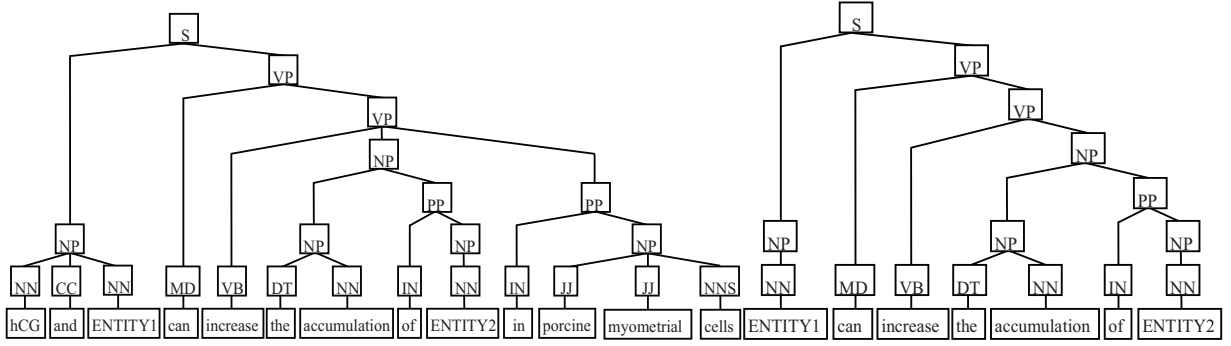 S
VP
VP
NP
PP PP
NP NP NP NP
NN CC NN MD VB DT NN IN NN IN JJ JJ NNS
hCG and ENTITY1 can increase the accumulation of ENTITY2 in porcine myometrial cells
S
VP
VP
NP
PP
NP NP NP
NN MD VB DT NN IN NN
ENTITY1 can increase the accumulation of ENTITY2